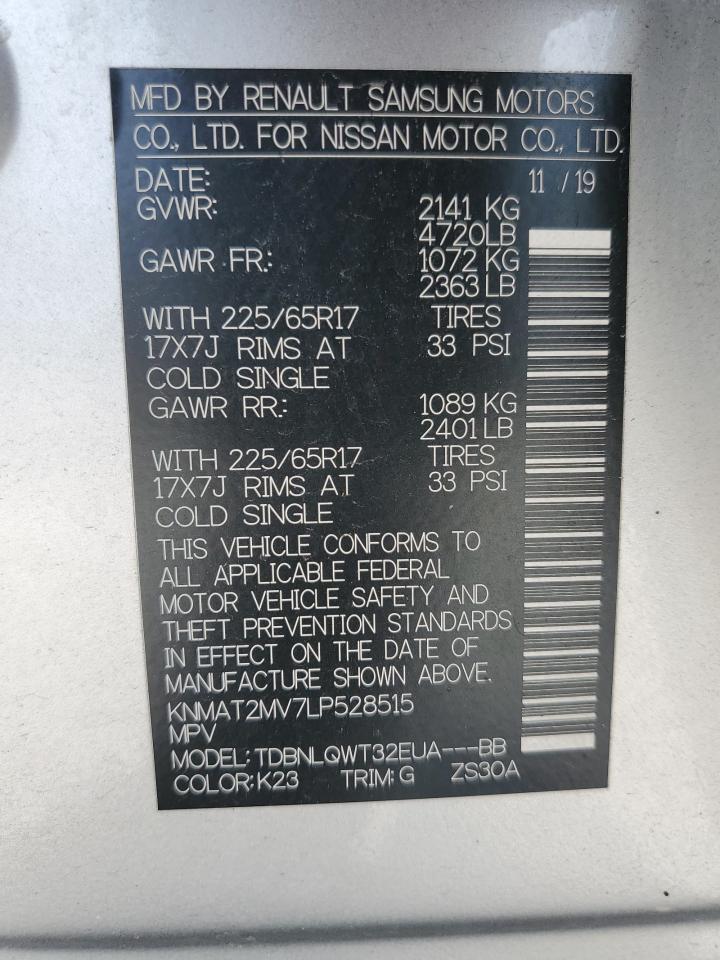 MFD BY RENAULT SAMSUNG MOTORS
CO., LTD. FOR NISSAN MOTOR CO., LTD.
DATE: 11 / 19
GVWR: 2141 KG
4720LB
GAWR FR.: 1072 KG
2363 LB
WITH 225/65R17 TIRES
17X7J RIMS AT 33 PSI
COLD SINGLE
GAWR RR.: 1089 KG
2401 LB
WITH 225/65R17 TIRES
17X7J RIMS AT 33 PSI
COLD SINGLE
THIS VEHICLE CONFORMS TO
ALL APPLICABLE FEDERAL
MOTOR VEHICLE SAFETY AND
THEFT PREVENTION STANDARDS
IN EFFECT ON THE DATE OF
MANUFACTURE SHOWN ABOVE.
KNMAT2MV7LP528515
MPV
MODEL: TDBNLQWT32EUA---BB
COLOR: K23 TRIM: G ZS30A